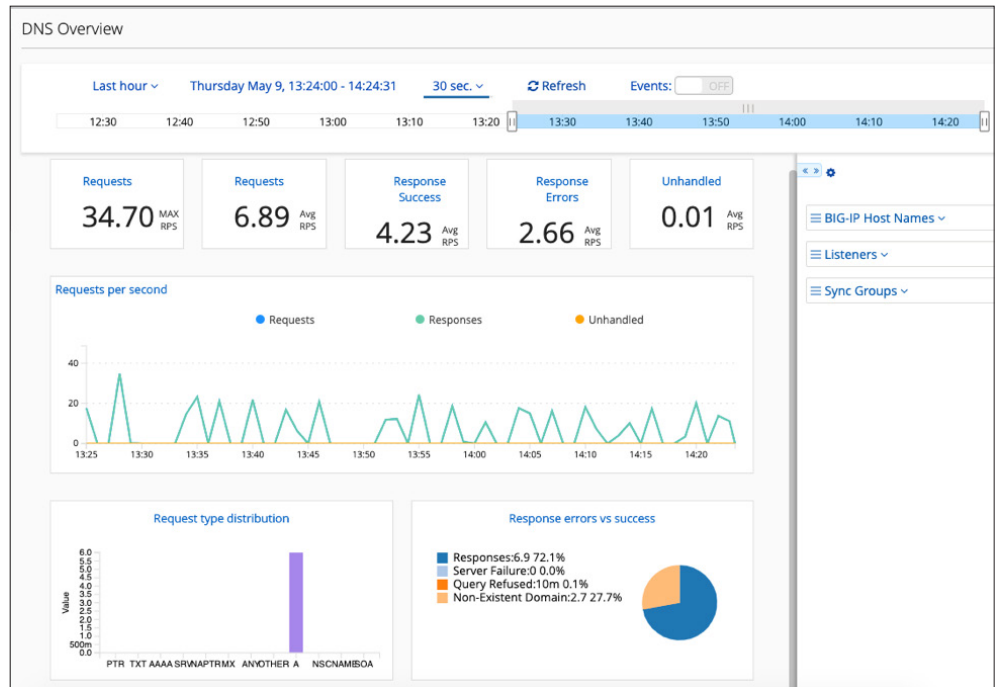 DNS Overview
Last hour Thursday May 9, 13:24:00 - 14:24:31 30 sec. Refresh Events: OFF
12:30 12:40 12:50 13:00 13:10 13:20 13:30 13:40 13:50 14:00 14:10 14:20
Requests
34.70 MAX RPS
Requests
6.89 Avg RPS
Response
Success
4.23 Avg RPS
Response
Errors
2.66 Avg RPS
Unhandled
0.01 Avg RPS
« »
BIG-IP Host Names
Listeners
Sync Groups
Requests per second
Requests Responses Unhandled
40
20
0
13:25 13:30 13:35 13:40 13:45 13:50 13:55 14:00 14:05 14:10 14:15 14:20
Request type distribution
Value
6.0
5.5
5.0
4.5
4.0
3.5
3.0
2.5
2.0
1.5
1.0
500m
0.0
PTR TXT AAAA SRV NAPTR MX ANY OTHER A NS CNAME SOA
Response errors vs success
Responses:6.9 72.1%
Server Failure:0 0.0%
Query Refused:10m 0.1%
Non-Existent Domain:2.7 27.7%